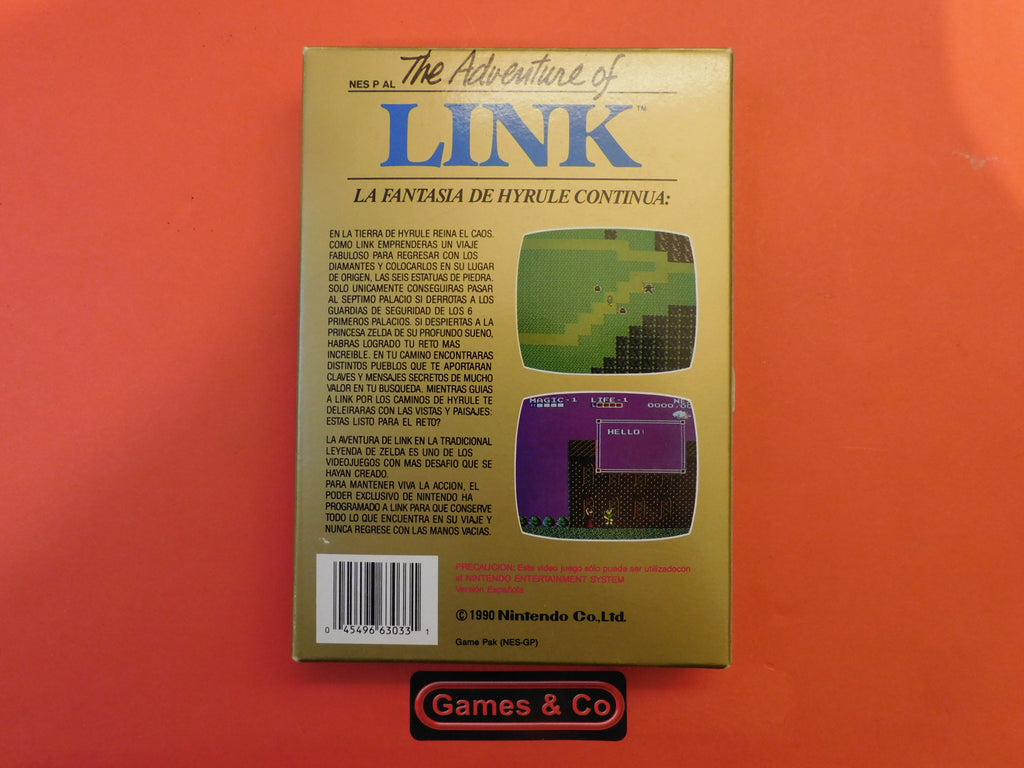 The Adventure of
NES P AL
LINK™
LA FANTASIA DE HYRULE CONTINUA:
EN LA TIERRA DE HYRULE REINA EL CAOS.
COMO LINK EMPRENDERAS UN VIAJE
FABULOSO PARA REGRESAR CON LOS
DIAMANTES Y COLOCARLOS EN SU LUGAR
DE ORIGEN, LAS SEIS ESTATUAS DE PIEDRA.
SOLO UNICAMENTE CONSEGUIRAS PASAR
AL SEPTIMO PALACIO SI DERROTAS A LOS
GUARDIAS DE SEGURIDAD DE LOS 6
PRIMEROS PALACIOS. SI DESPIERTAS A LA
PRINCESA ZELDA DE SU PROFUNDO SUENO,
HABRAS LOGRADO TU RETO MAS
INCREIBLE. EN TU CAMINO ENCONTRARAS
DISTINTOS PUEBLOS QUE TE APORTARAN
CLAVES Y MENSAJES SECRETOS DE MUCHO
VALOR EN TU BUSQUEDA. MIENTRAS GUIAS
A LINK POR LOS CAMINOS DE HYRULE TE
DELEIRARAS CON LAS VISTAS Y PAISAJES:
ESTAS LISTO PARA EL RETO?
LA AVENTURA DE LINK EN LA TRADICIONAL
LEYENDA DE ZELDA ES UNO DE LOS
VIDEOJUEGOS CON MAS DESAFIO QUE SE
HAYAN CREADO.
PARA MANTENER VIVA LA ACCION, EL
PODER EXCLUSIVO DE NINTENDO HA
PROGRAMADO A LINK PARA QUE CONSERVE
TODO LO QUE ENCUENTRA EN SU VIAJE Y
NUNCA REGRESE CON LAS MANOS VACIAS.
MAGIC-1 LIFE-1 NE
0000/00
HELLO!
PRECAUCION: Este video juego sólo puede ser utilizadocon
el NINTENDO ENTERTAINMENT SYSTEM
Versión Española
© 1990 Nintendo Co.,Ltd.
Game Pak (NES-GP)
0 45496 63033 1
Games & Co